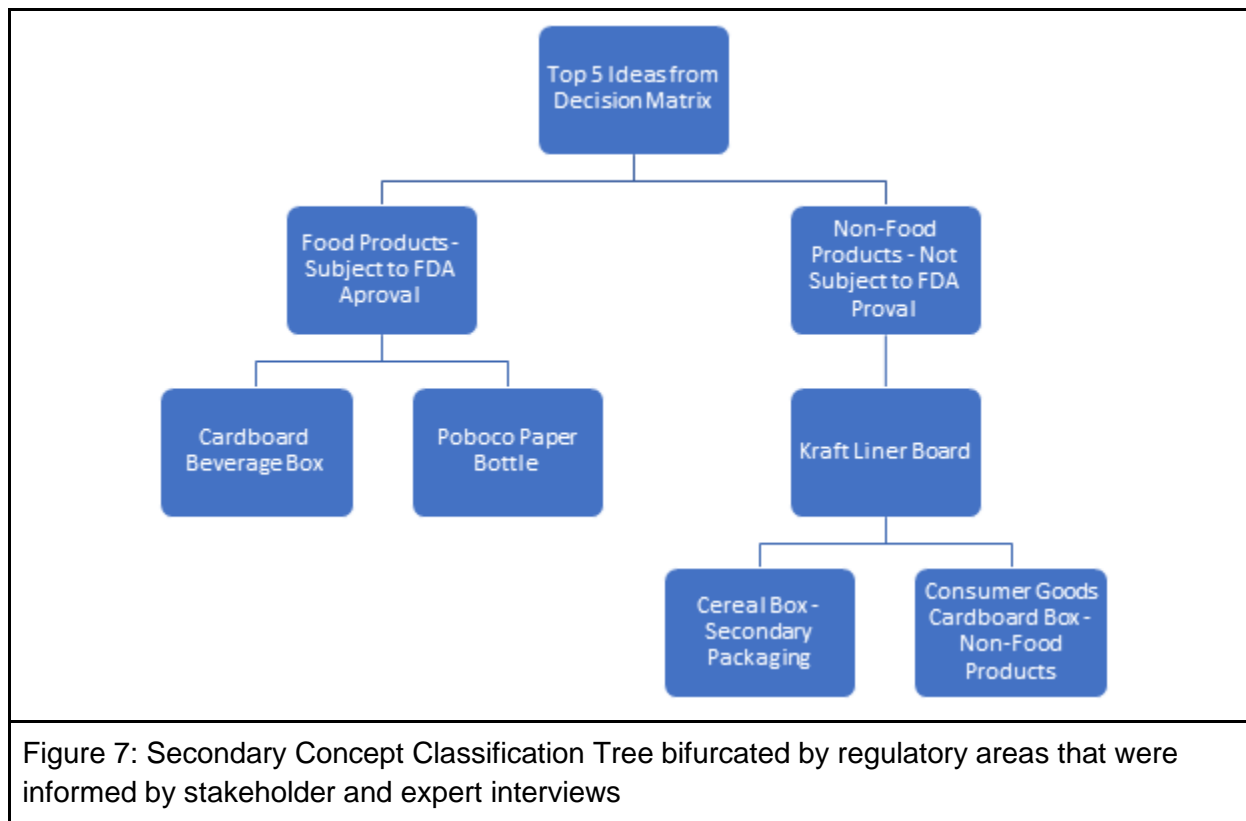 Top 5 Ideas from
Decision Matrix
Food Products -
Subject to FDA
Aproval
Non-Food
Products - Not
Subject to FDA
Proval
Cardboard
Beverage Box
Poboco Paper
Bottle
Kraft Liner Board
Cereal Box -
Secondary
Packaging
Consumer Goods
Cardboard Box -
Non-Food
Products
Figure 7: Secondary Concept Classification Tree bifurcated by regulatory areas that were
informed by stakeholder and expert interviews